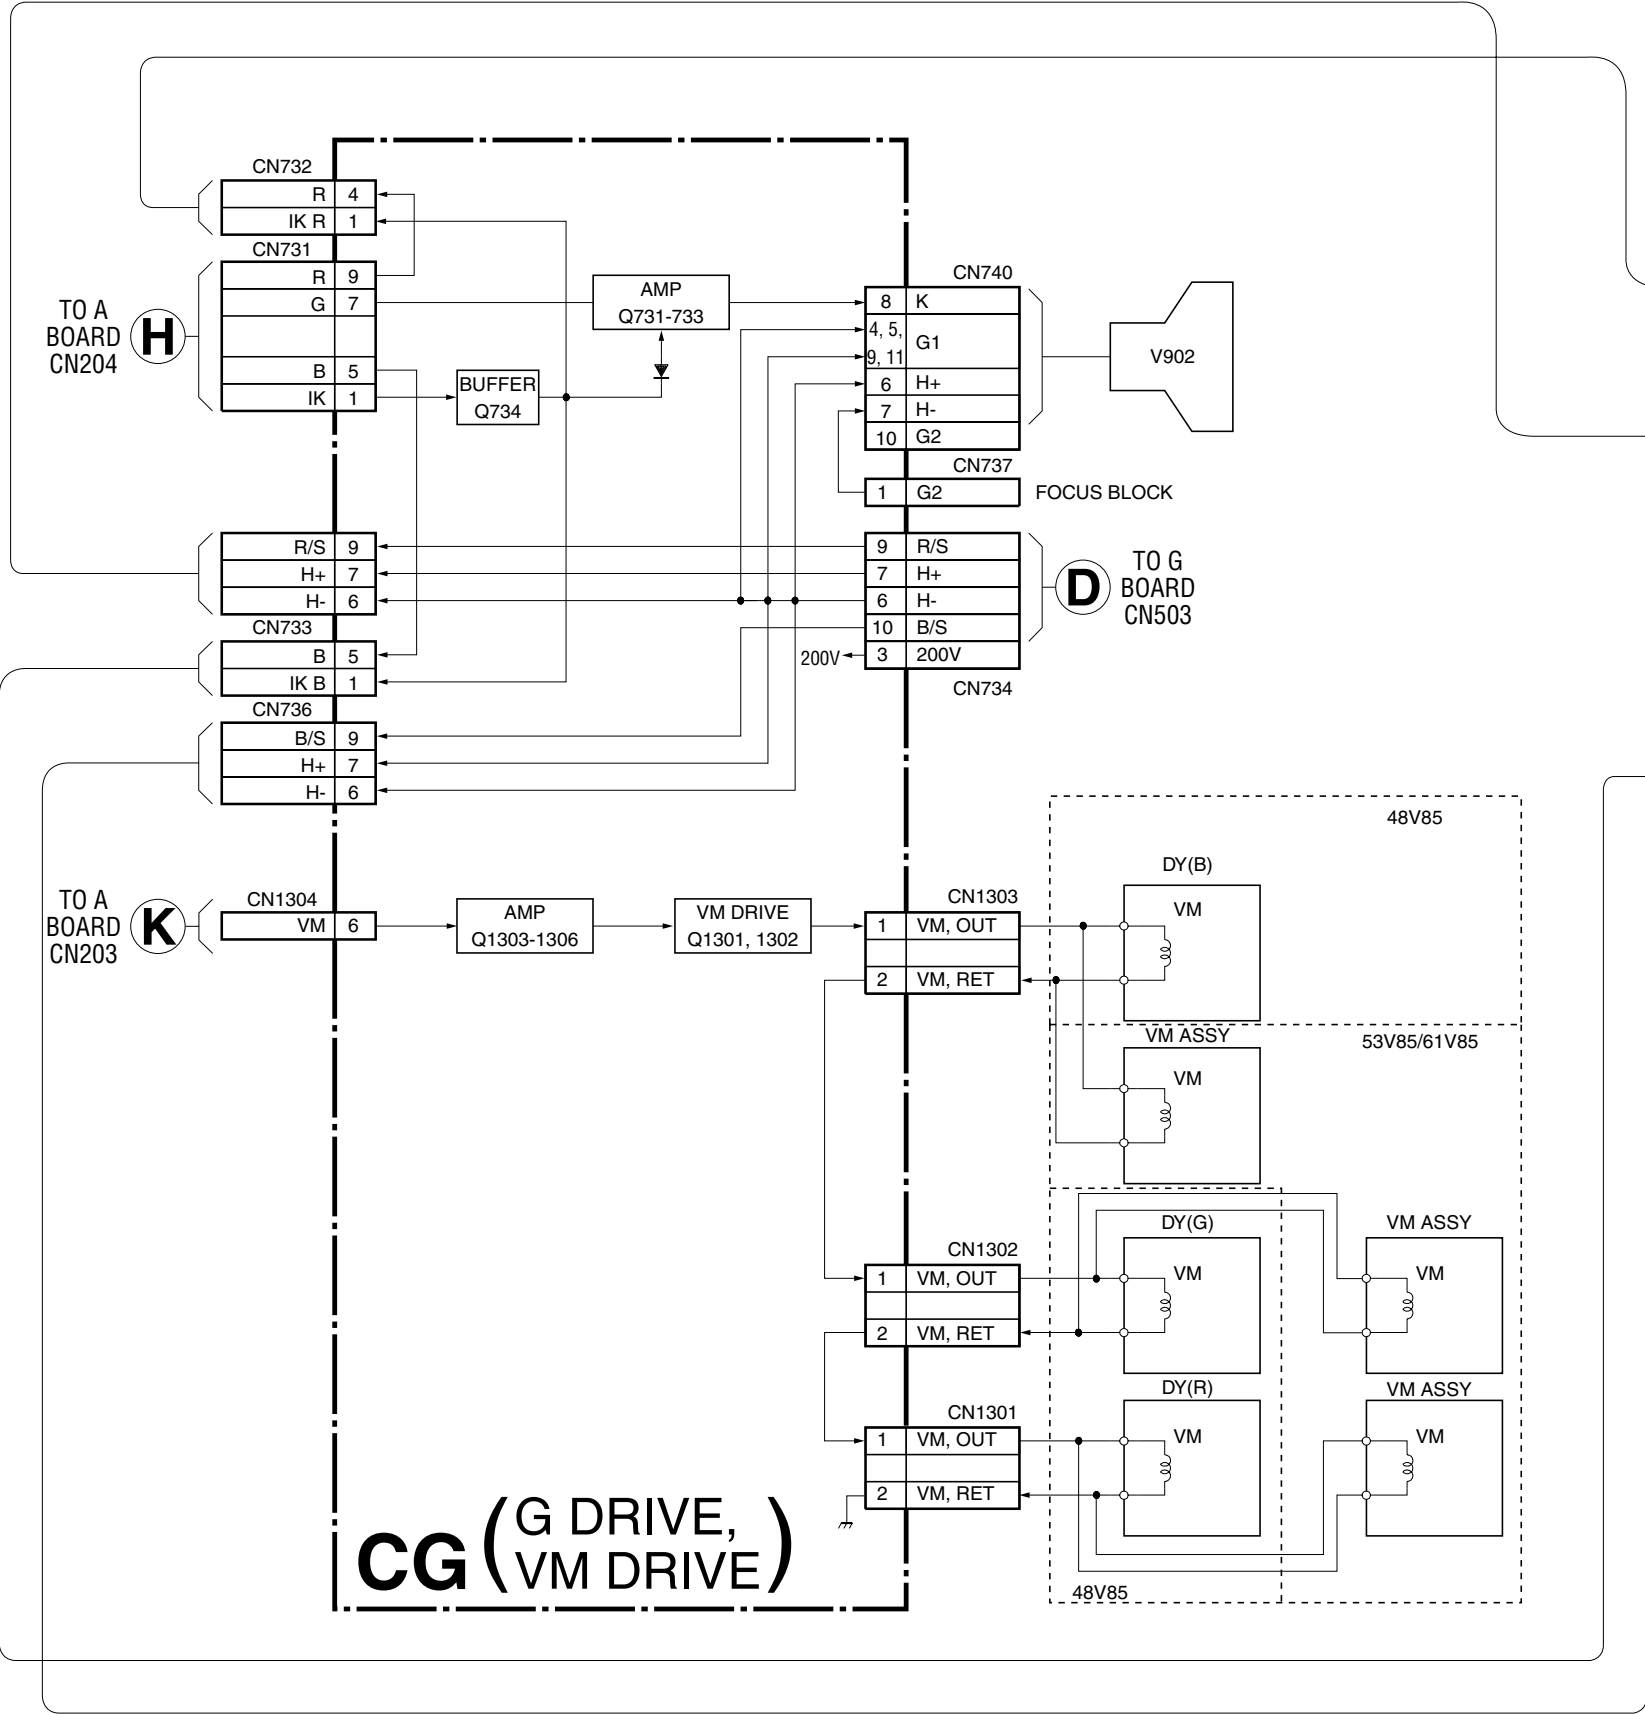 CN732
R 4
IK R 1
CN731
R 9
G 7
B 5
IK 1
TO A
BOARD
CN204
H
AMP
Q731-733
BUFFER
Q734
CN740
8 K
4, 5,
9, 11
G1
6 H+
7 H-
10 G2
V902
CN737
1 G2
FOCUS BLOCK
R/S 9
H+ 7
H- 6
CN733
B 5
IK B 1
CN736
B/S 9
H+ 7
H- 6
9 R/S
7 H+
6 H-
10 B/S
200V
3 200V
CN734
D
TO G
BOARD
CN503
TO A
BOARD
CN203
K
CN1304
VM 6
AMP
Q1303-1306
VM DRIVE
Q1301, 1302
CN1303
1 VM, OUT
2 VM, RET
48V85
DY(B)
VM
53V85/61V85
VM ASSY
VM
CN1302
1 VM, OUT
2 VM, RET
DY(G)
VM
VM ASSY
VM
CN1301
1 VM, OUT
2 VM, RET
DY(R)
VM
VM ASSY
VM
48V85
CG (G DRIVE,
VM DRIVE)